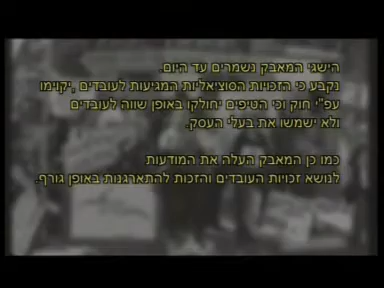 הישגי המאבק נשמרים עד היום.
נקבע כי הזכויות הסוציאליות המגיעות לעובדים ,יקוימו
עפ"י חוק וכי הטיפים יחולקו באופן שווה לעובדים
ולא ישמשו את בעלי העסק.
כמו כן המאבק העלה את המודעות
לנושא זכויות העובדים והזכות להתארגנות באופן גורף.